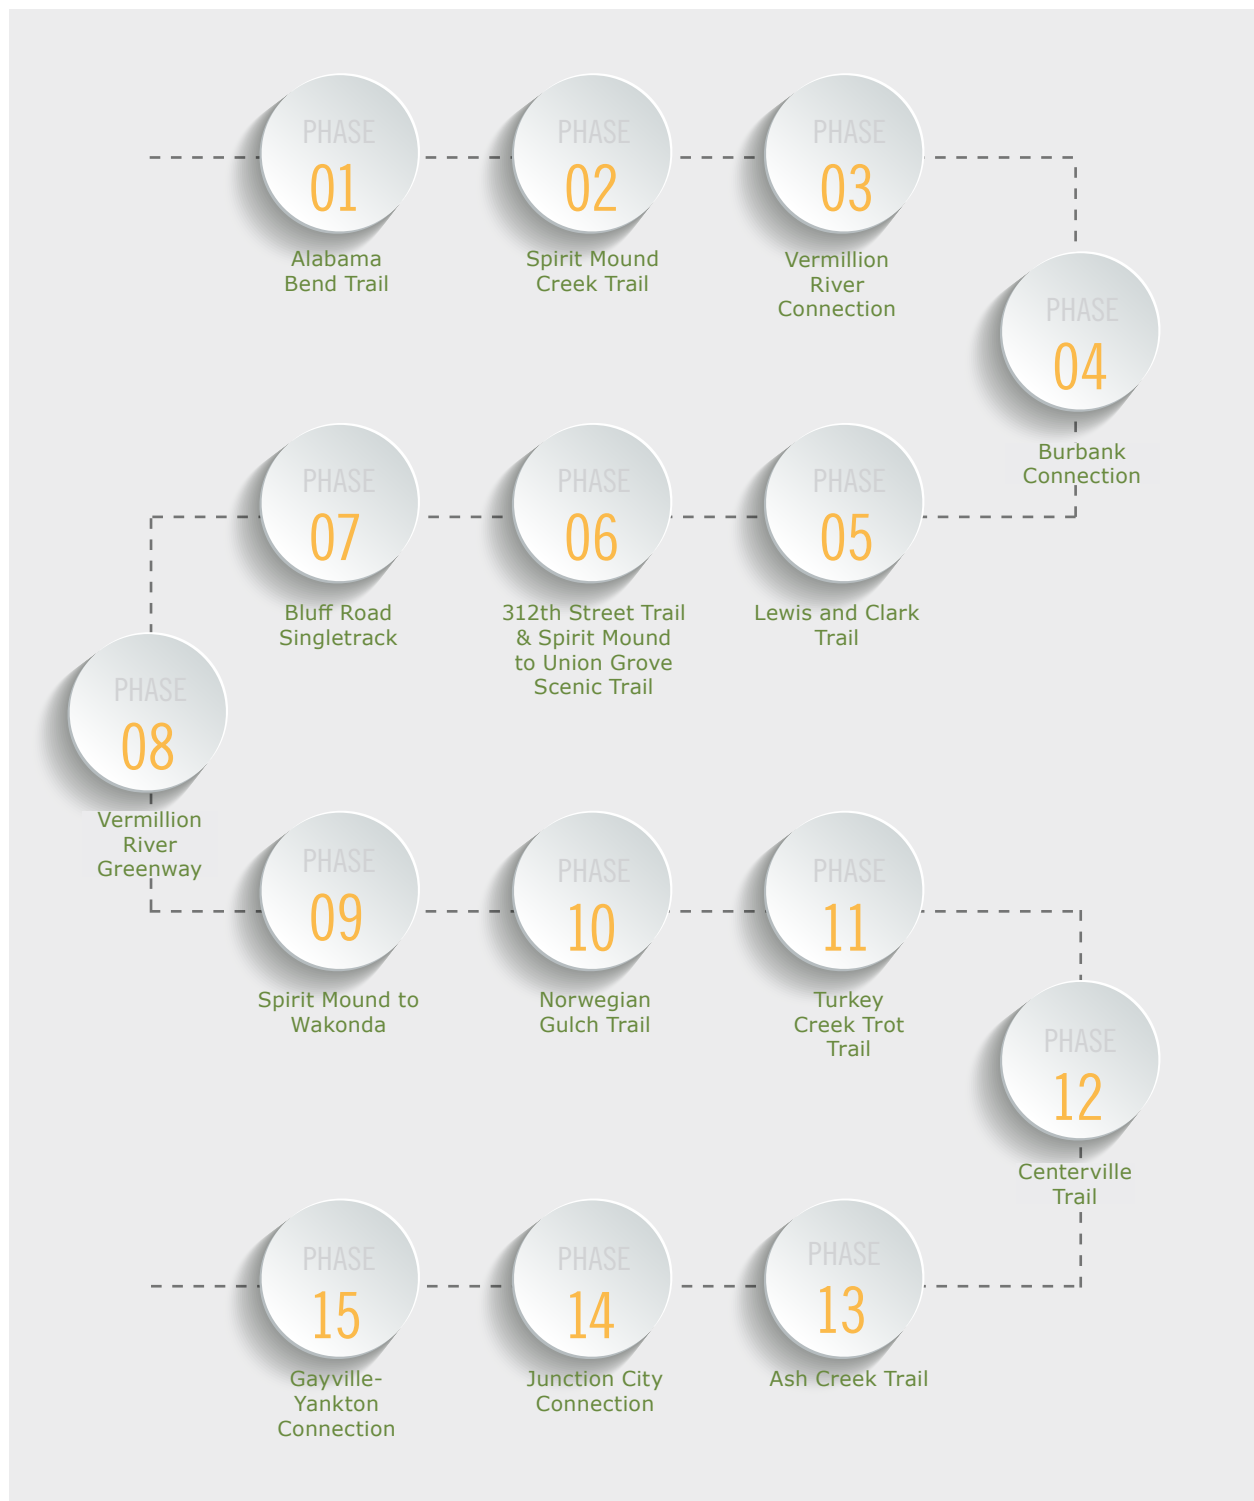 PHASE
01
Alabama
Bend Trail
PHASE
02
Spirit Mound
Creek Trail
PHASE
03
Vermillion
River
Connection
PHASE
04
Burbank
Connection
PHASE
05
Lewis and Clark
Trail
PHASE
06
312th Street Trail
& Spirit Mound
to Union Grove
Scenic Trail
PHASE
07
Bluff Road
Singletrack
PHASE
08
Vermillion
River
Greenway
PHASE
09
Spirit Mound to
Wakonda
PHASE
10
Norwegian
Gulch Trail
PHASE
11
Turkey
Creek Trot
Trail
PHASE
12
Centerville
Trail
PHASE
13
Ash Creek Trail
PHASE
14
Junction City
Connection
PHASE
15
Gayville-
Yankton
Connection